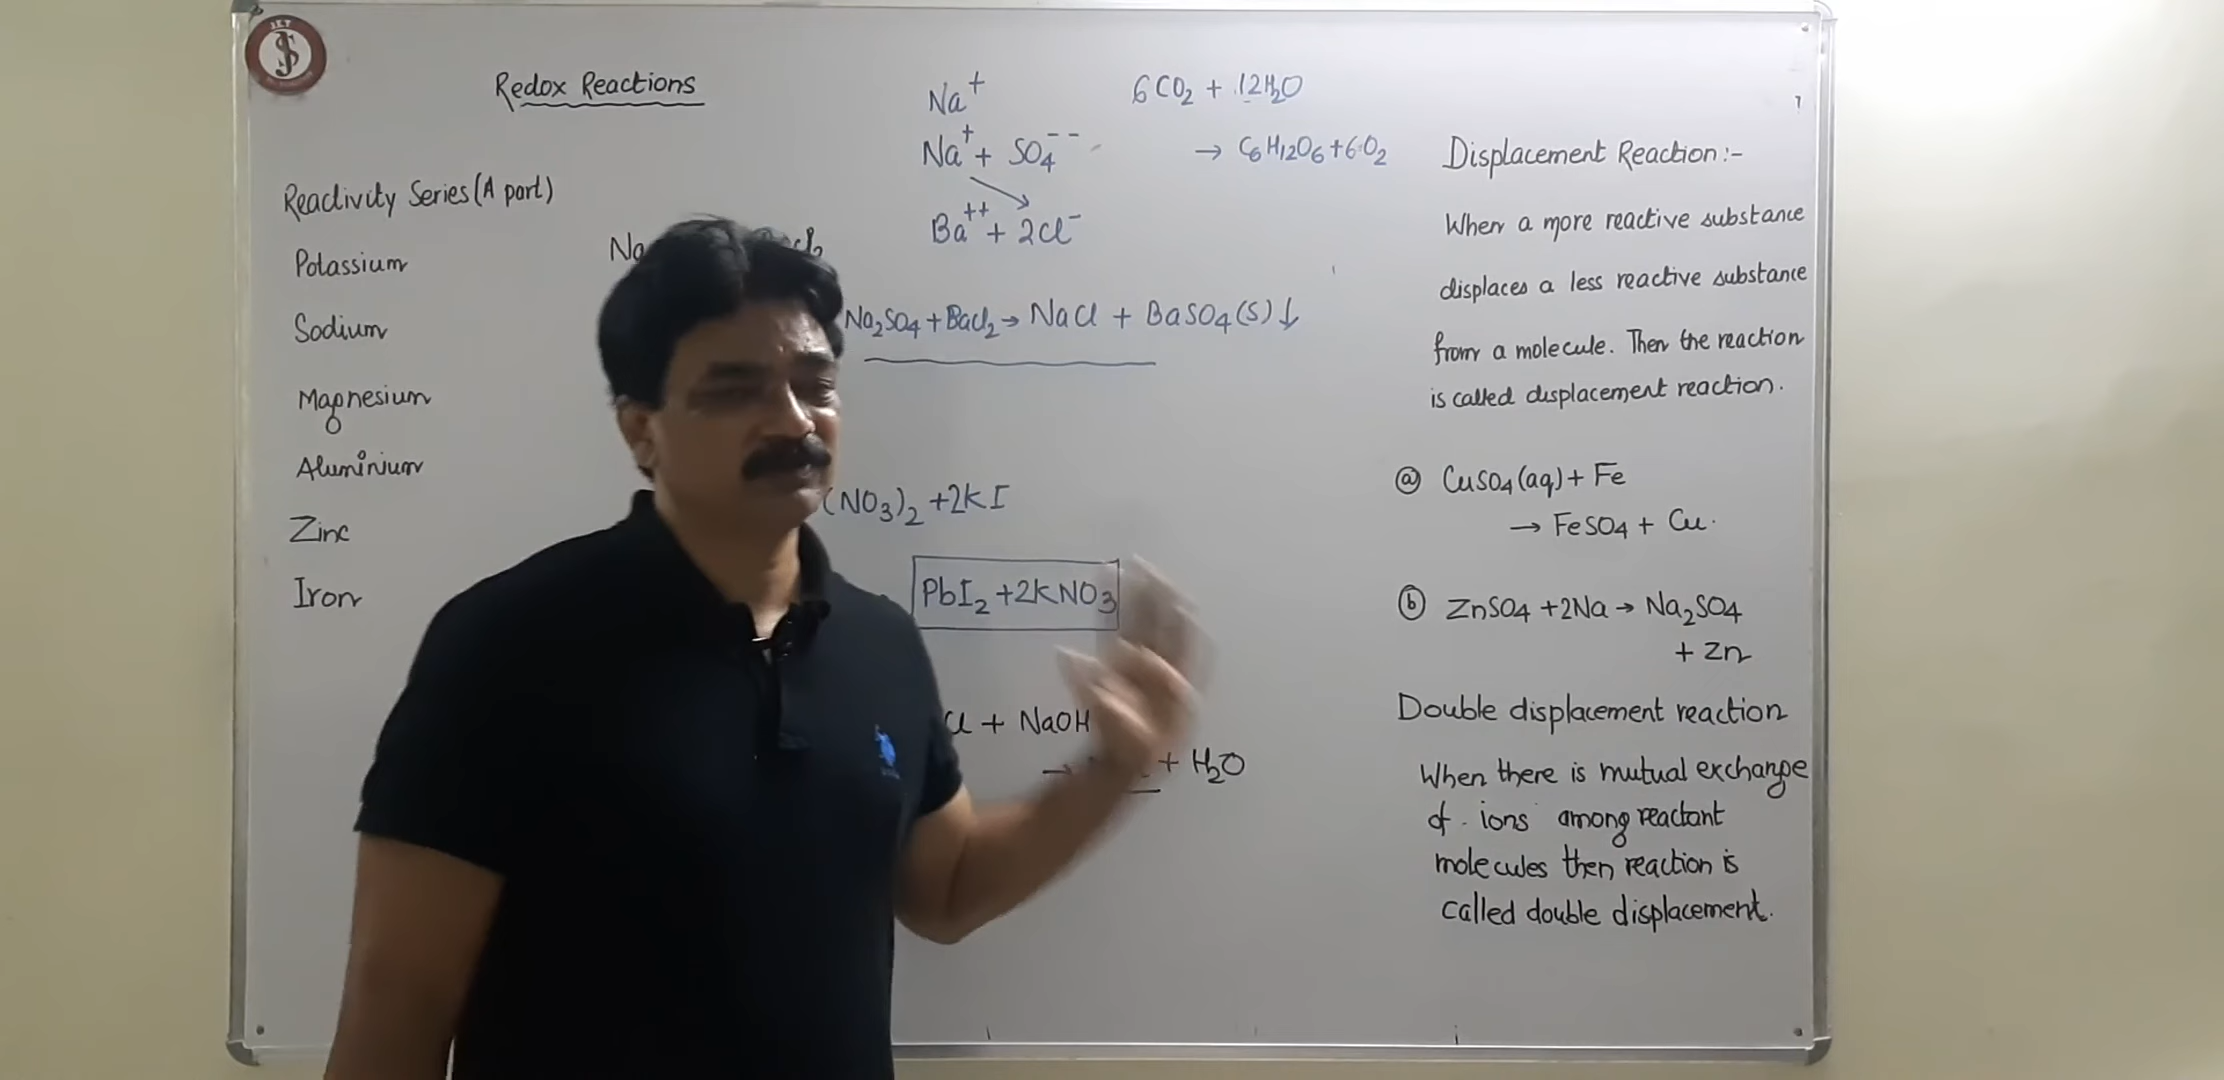 Redox Reactions
Reactivity Series (A part)
Potassium
Sodium
Magnesium
Aluminium
Zinc
Iron
Na⁺
Na⁺ + SO₄⁻⁻
Ba⁺⁺ + 2Cl⁻
Na₂SO₄ + BaCl₂ → NaCl + BaSO₄(s)↓
(NO₃)₂ + 2KI
PbI₂ + 2KNO₃
Cl + NaOH
→ + H₂O
6CO₂ + 12H₂O
→ C₆H₁₂O₆ + 6O₂
Displacement Reaction :-
When a more reactive substance
displaces a less reactive substance
from a molecule. Then the reaction
is called displacement reaction.
ⓐ CuSO₄(aq) + Fe
→ FeSO₄ + Cu.
ⓑ ZnSO₄ + 2Na → Na₂SO₄
+ Zn
Double displacement reaction
When there is mutual exchange
of ions among reactant
molecules then reaction is
called double displacement.